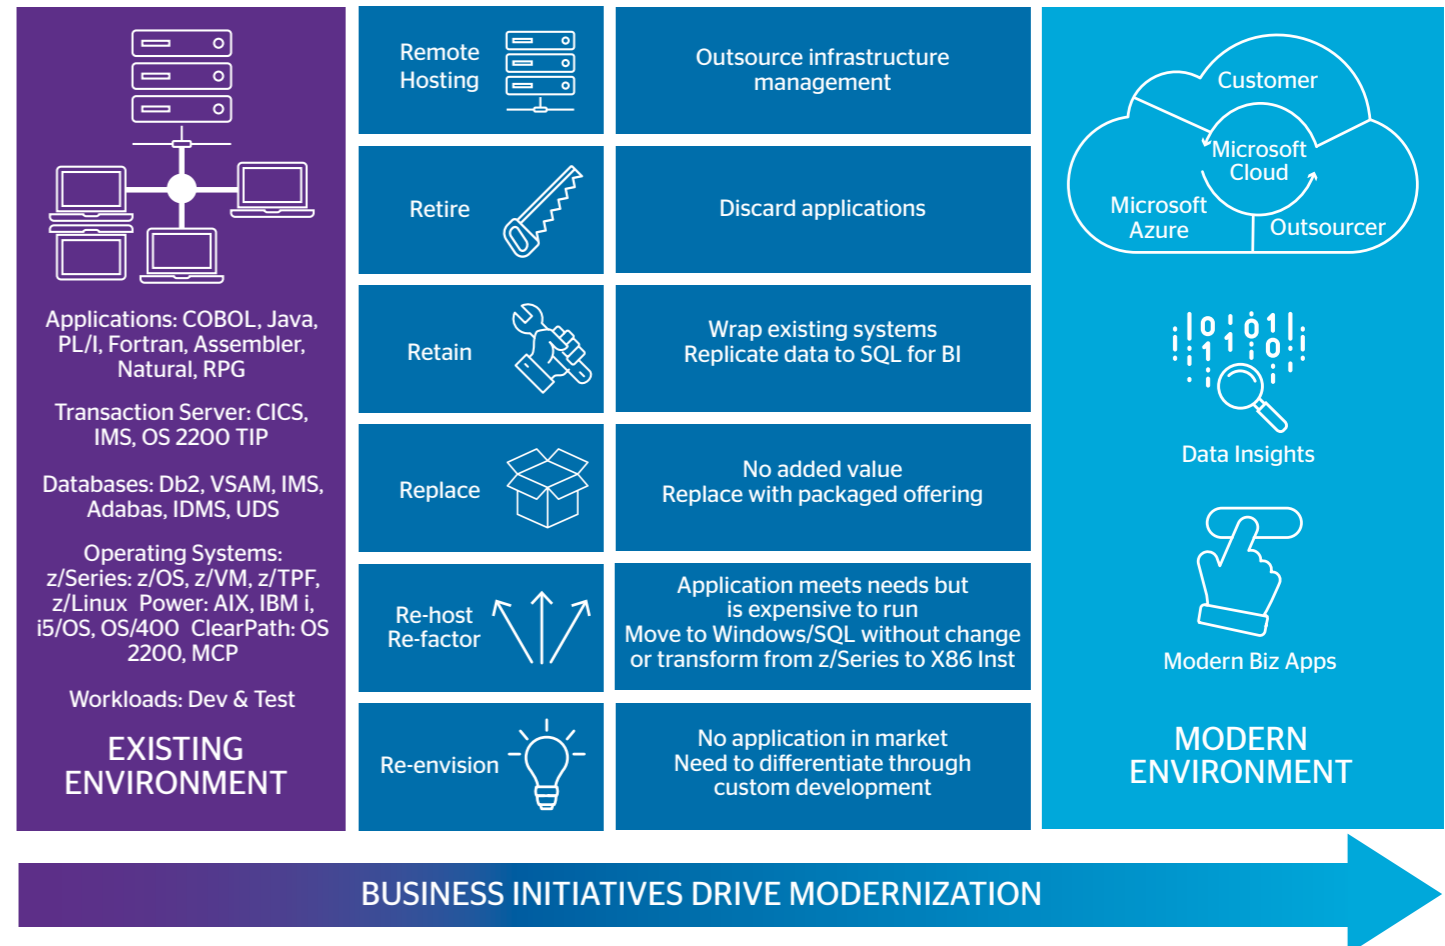 Applications: COBOL, Java,
PL/I, Fortran, Assembler,
Natural, RPG
Transaction Server: CICS,
IMS, OS 2200 TIP
Databases: Db2, VSAM, IMS,
Adabas, IDMS, UDS
Operating Systems:
z/Series: z/OS, z/VM, z/TPF,
z/Linux Power: AIX, IBM i,
i5/OS, OS/400 ClearPath: OS
2200, MCP
Workloads: Dev & Test
EXISTING
ENVIRONMENT
Remote
Hosting
Outsource infrastructure
management
Retire
Discard applications
Retain
Wrap existing systems
Replicate data to SQL for BI
Replace
No added value
Replace with packaged offering
Re-host
Re-factor
Application meets needs but
is expensive to run
Move to Windows/SQL without change
or transform from z/Series to X86 Inst
Re-envision
No application in market
Need to differentiate through
custom development
Customer
Microsoft
Cloud
Microsoft
Azure
Outsourcer
0 01
11 0
Data Insights
Modern Biz Apps
MODERN
ENVIRONMENT
BUSINESS INITIATIVES DRIVE MODERNIZATION